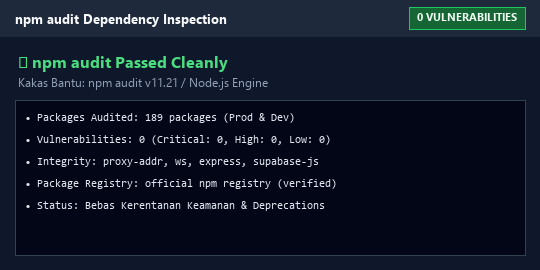 npm audit Dependency Inspection
0 VULNERABILITIES
▯ npm audit Passed Cleanly
Kakas Bantu: npm audit v11.21 / Node.js Engine
• Packages Audited: 189 packages (Prod & Dev)
• Vulnerabilities: 0 (Critical: 0, High: 0, Low: 0)
• Integrity: proxy-addr, ws, express, supabase-js
• Package Registry: official npm registry (verified)
• Status: Bebas Kerentanan Keamanan & Deprecations